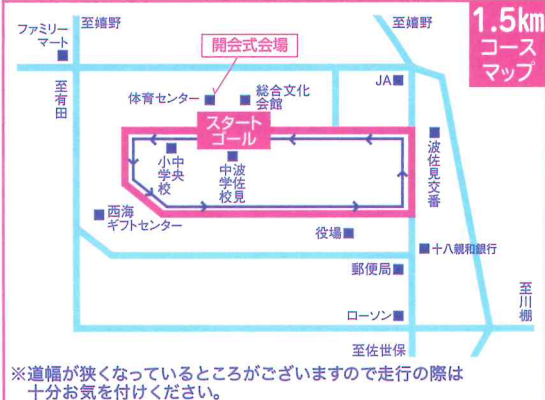 1.5km
コース
マップ
ファミリー
マート
至嬉野
至嬉野
開会式会場
至有田
体育センター
総合文化
会館
JA
スタート
ゴール
中央
小学校
波佐見
中学校
波佐見交番
西海
ギフトセンター
役場
十八親和銀行
郵便局
ローソン
至川棚
至佐世保
※道幅が狭くなっているところがございますので走行の際は
十分お気を付けください。